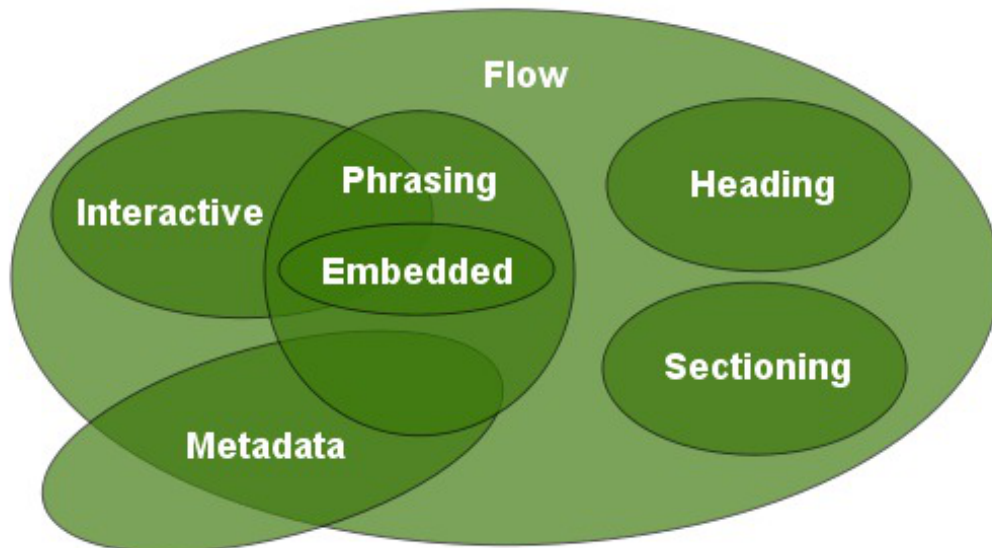 Flow
Phrasing
Heading
Interactive
Embedded
Sectioning
Metadata